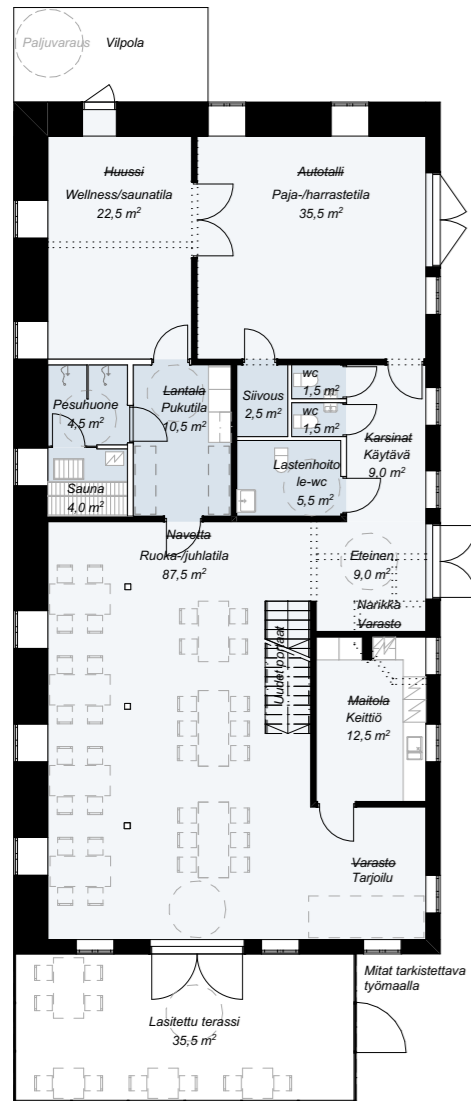 Paljuvaraus Vilpola
Huussi
Wellness/saunatila
22,5 m²
Autotalli
Paja-/harrastetila
35,5 m²
Pesuhuone
4,5 m²
Lantala
Pukutila
10,5 m²
Siivous
2,5 m²
wc
1,5 m²
wc
1,5 m²
Karsinat
Käytävä
9,0 m²
Lastenhoito
le-wc
5,5 m²
Sauna
4,0 m²
Navetta
Ruoka-/juhlatila
87,5 m²
Eteinen
9,0 m²
Narikka
Varasto
Uudet portaat
Maitola
Keittiö
12,5 m²
Varasto
Tarjoilu
Mitat tarkistettava
työmaalla
Lasitettu terassi
35,5 m²